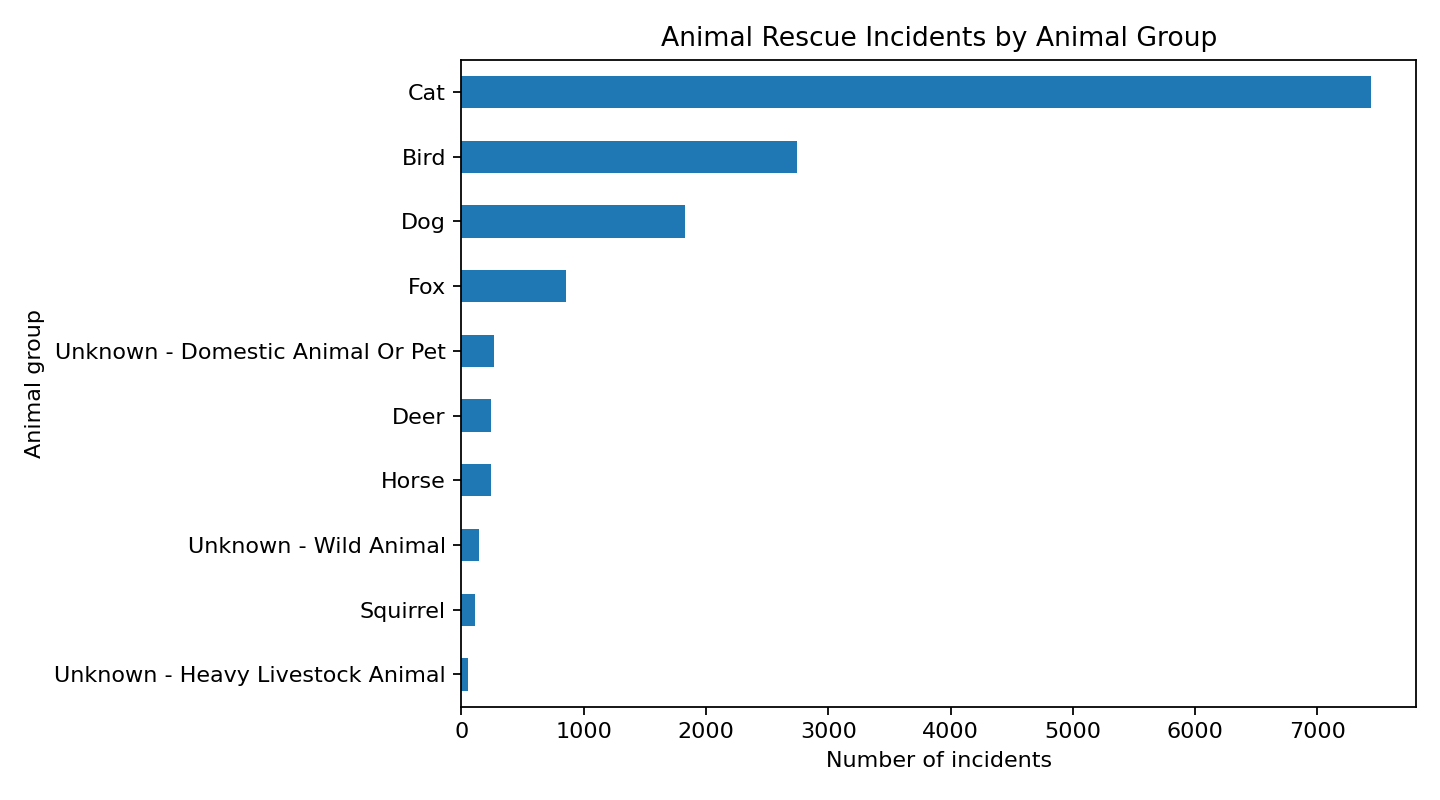 Animal Rescue Incidents by Animal Group
Animal group
Cat
Bird
Dog
Fox
Unknown - Domestic Animal Or Pet
Deer
Horse
Unknown - Wild Animal
Squirrel
Unknown - Heavy Livestock Animal
0 1000 2000 3000 4000 5000 6000 7000
Number of incidents